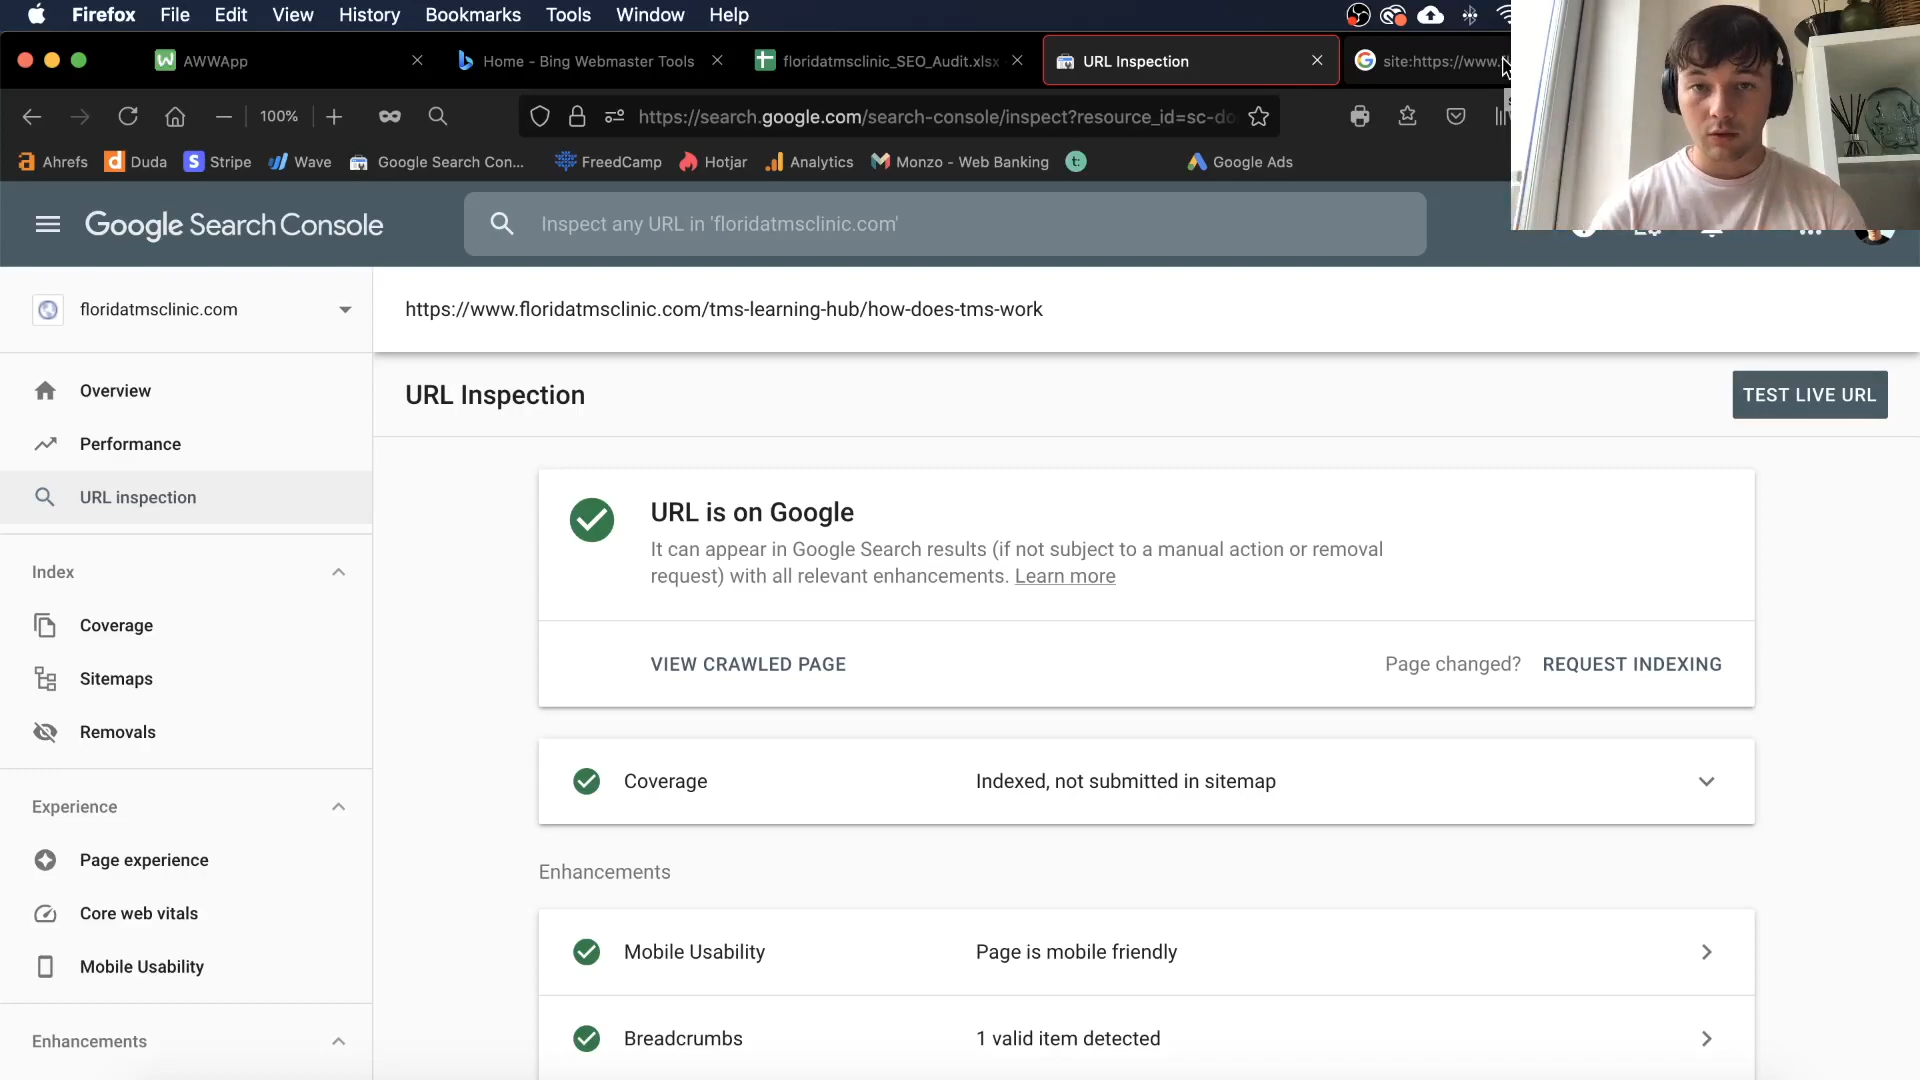 Firefox File Edit View History Bookmarks Tools Window Help
AWWApp
Home - Bing Webmaster Tools
floridatmsclinic_SEO_Audit.xlsx
URL Inspection
site:https://www.
100%
https://search.google.com/search-console/inspect?resource_id=sc-do
Ahrefs Duda Stripe Wave Google Search Con... FreedCamp Hotjar Analytics Monzo - Web Banking t: Google Ads
Google Search Console
Inspect any URL in 'floridatmsclinic.com'
floridatmsclinic.com
https://www.floridatmsclinic.com/tms-learning-hub/how-does-tms-work
Overview
Performance
URL inspection
Index
Coverage
Sitemaps
Removals
Experience
Page experience
Core web vitals
Mobile Usability
Enhancements
URL Inspection
TEST LIVE URL
URL is on Google
It can appear in Google Search results (if not subject to a manual action or removal
request) with all relevant enhancements. Learn more
VIEW CRAWLED PAGE
Page changed? REQUEST INDEXING
Coverage Indexed, not submitted in sitemap
Enhancements
Mobile Usability Page is mobile friendly
Breadcrumbs 1 valid item detected